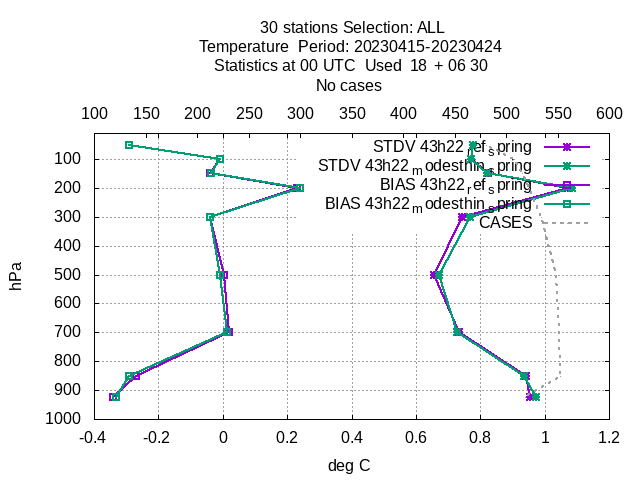 30 stations Selection: ALL
Temperature Period: 20230415-20230424
Statistics at 00 UTC Used 18 + 06 30
No cases
100 150 200 250 300 350 400 450 500 550 600
STDV 43h22_ref_spring
STDV 43h22_modesthin_spring
BIAS 43h22_ref_spring
BIAS 43h22_modesthin_spring
CASES
hPa
100
200
300
400
500
600
700
800
900
1000
-0.4 -0.2 0 0.2 0.4 0.6 0.8 1 1.2
deg C